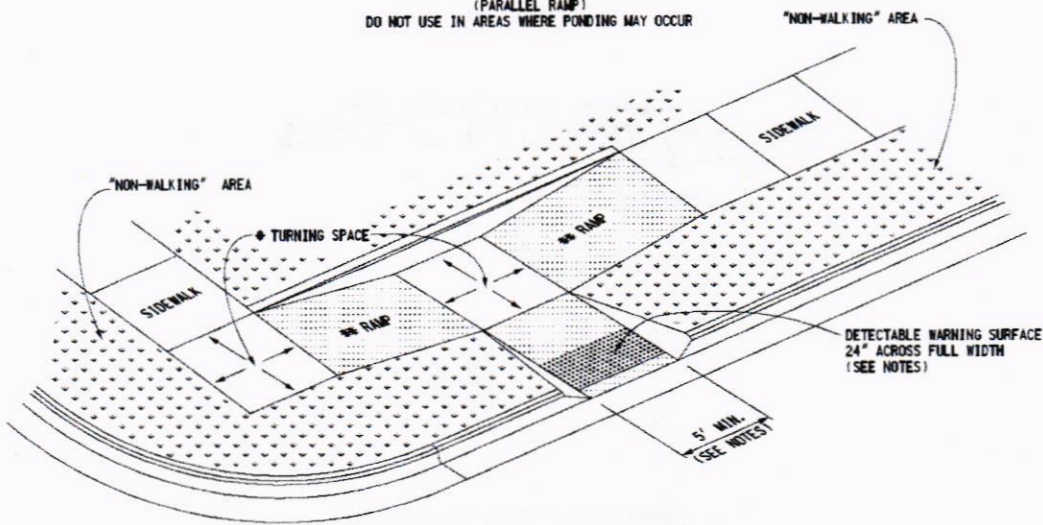 (PARALLEL RAMP)
DO NOT USE IN AREAS WHERE PONDING MAY OCCUR
"NON-WALKING" AREA
SIDEWALK
"NON-WALKING" AREA
** RAMP
* TURNING SPACE
SIDEWALK
** RAMP
DETECTABLE WARNING SURFACE
24" ACROSS FULL WIDTH
(SEE NOTES)
5' MIN.
(SEE NOTES)